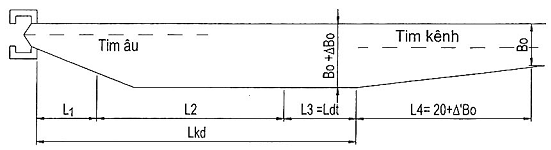 Tim âu
Tim kênh
Bo +ΔBo
Bo
L1
L2
L3 =Ldt
L4= 20+Δ'Bo
Lkd